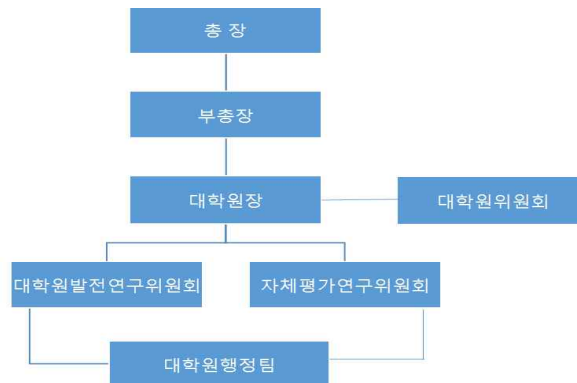 총 장
부총장
대학원장
대학원위원회
대학원발전연구위원회
자체평가연구위원회
대학원행정팀